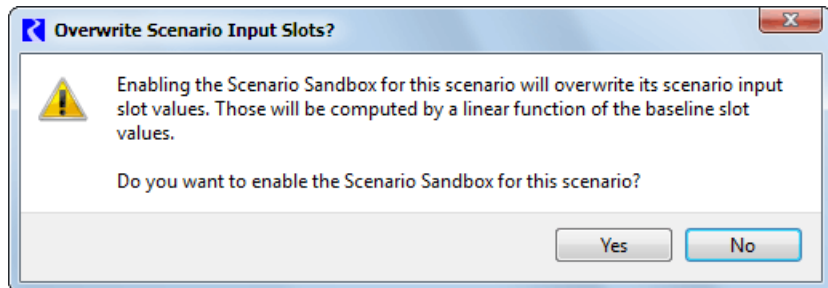 Overwrite Scenario Input Slots?
Enabling the Scenario Sandbox for this scenario will overwrite its scenario input
slot values. Those will be computed by a linear function of the baseline slot
values.
Do you want to enable the Scenario Sandbox for this scenario?
Yes
No